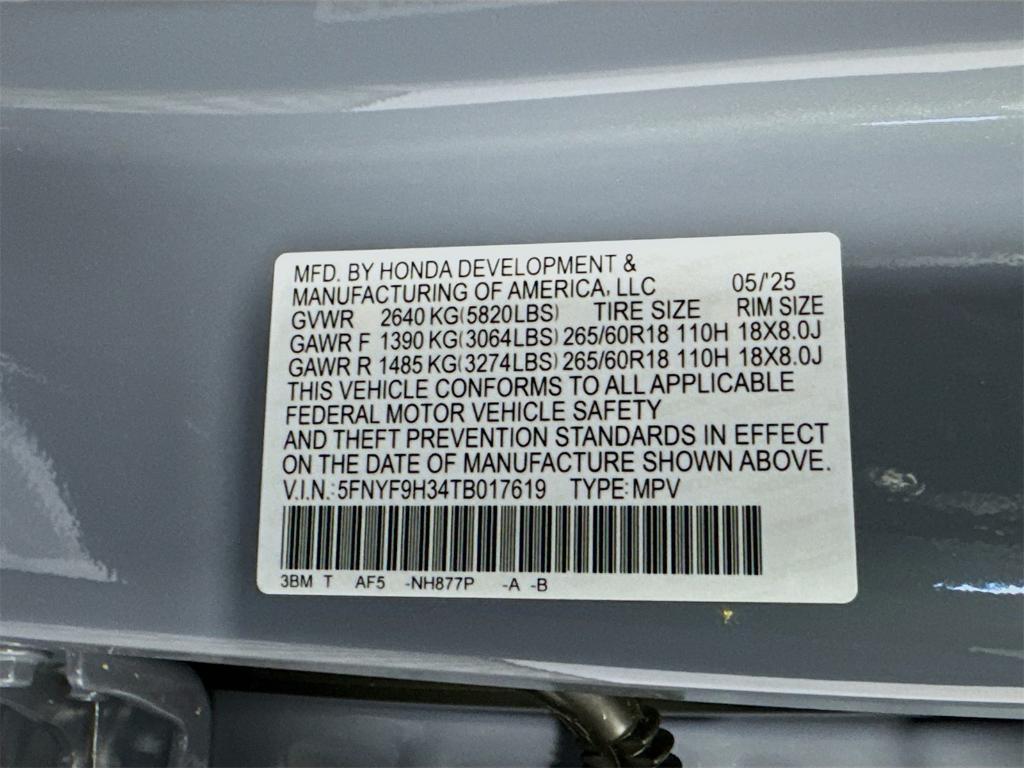 MFD. BY HONDA DEVELOPMENT &
MANUFACTURING OF AMERICA, LLC 05/'25
GVWR 2640 KG(5820LBS) TIRE SIZE RIM SIZE
GAWR F 1390 KG(3064LBS) 265/60R18 110H 18X8.0J
GAWR R 1485 KG(3274LBS) 265/60R18 110H 18X8.0J
THIS VEHICLE CONFORMS TO ALL APPLICABLE
FEDERAL MOTOR VEHICLE SAFETY
AND THEFT PREVENTION STANDARDS IN EFFECT
ON THE DATE OF MANUFACTURE SHOWN ABOVE.
V.I.N.: 5FNYF9H34TB017619 TYPE: MPV
3BM T AF5 -NH877P -A -B